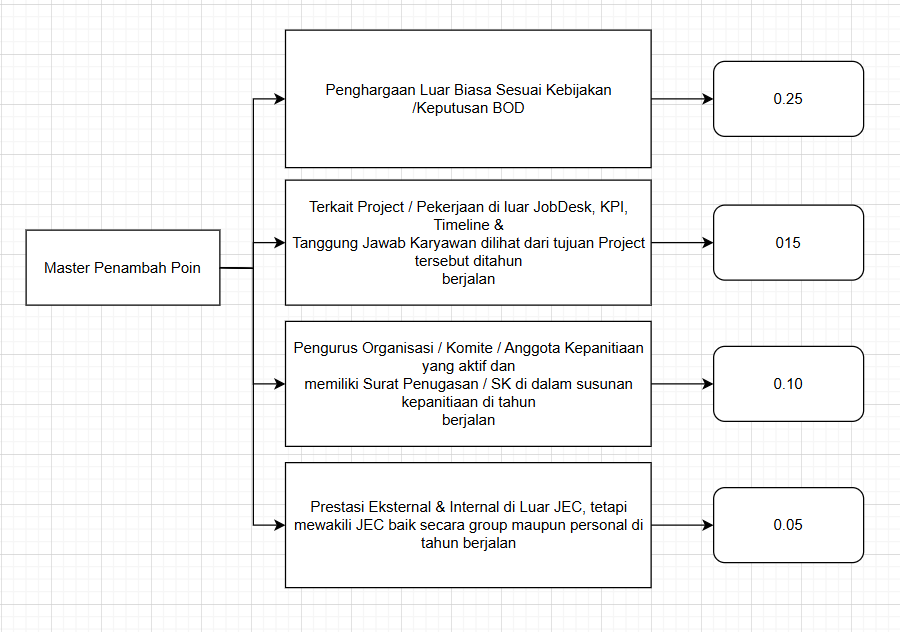 Penghargaan Luar Biasa Sesuai Kebijakan
/Keputusan BOD
0.25
Terkait Project / Pekerjaan di luar JobDesk, KPI,
Timeline &
Tanggung Jawab Karyawan dilihat dari tujuan Project
tersebut ditahun
berjalan
015
Master Penambah Poin
Pengurus Organisasi / Komite / Anggota Kepanitiaan
yang aktif dan
memiliki Surat Penugasan / SK di dalam susunan
kepanitiaan di tahun
berjalan
0.10
Prestasi Eksternal & Internal di Luar JEC, tetapi
mewakili JEC baik secara group maupun personal di
tahun berjalan
0.05